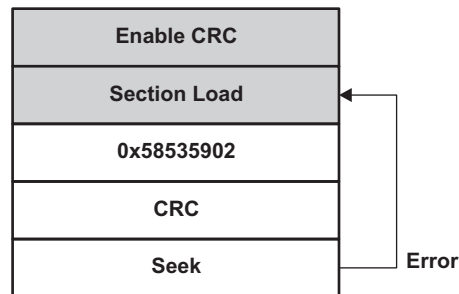 Enable CRC
Section Load
0x58535902
CRC
Seek
Error